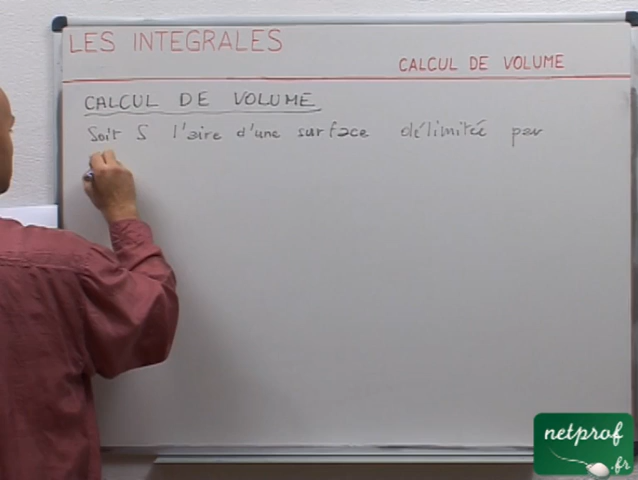 LES INTEGRALES
CALCUL DE VOLUME
CALCUL DE VOLUME
Soit S l'aire d'une surface délimitée par
netprof
.fr